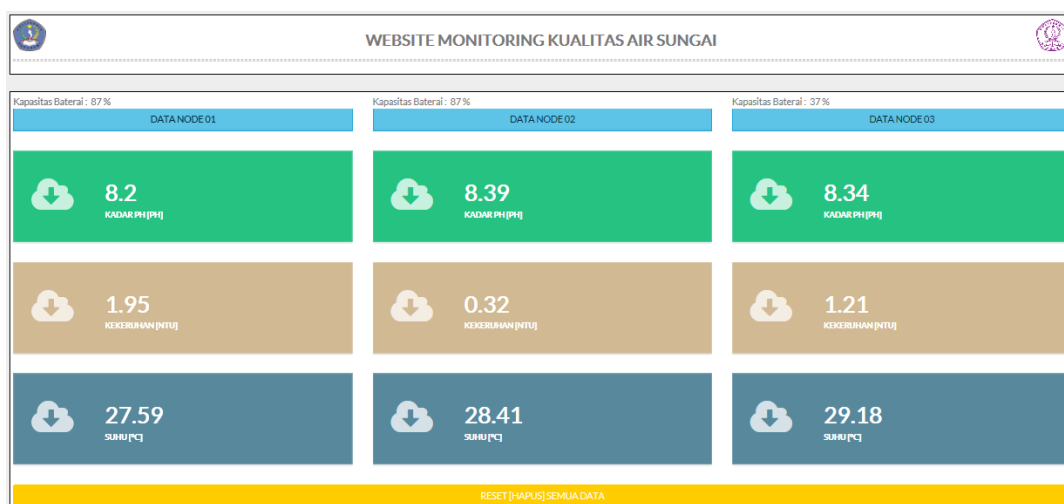 WEBSITE MONITORING KUALITAS AIR SUNGAI
Kapasitas Baterai : 87 %
DATA NODE 01
8.2
KADAR PH [PH]
1.95
KEKERUHAN [NTU]
27.59
SUHU [°C]
Kapasitas Baterai : 87 %
DATA NODE 02
8.39
KADAR PH [PH]
0.32
KEKERUHAN [NTU]
28.41
SUHU [°C]
Kapasitas Baterai : 37 %
DATA NODE 03
8.34
KADAR PH [PH]
1.21
KEKERUHAN [NTU]
29.18
SUHU [°C]
RESET [HAPUS] SEMUA DATA